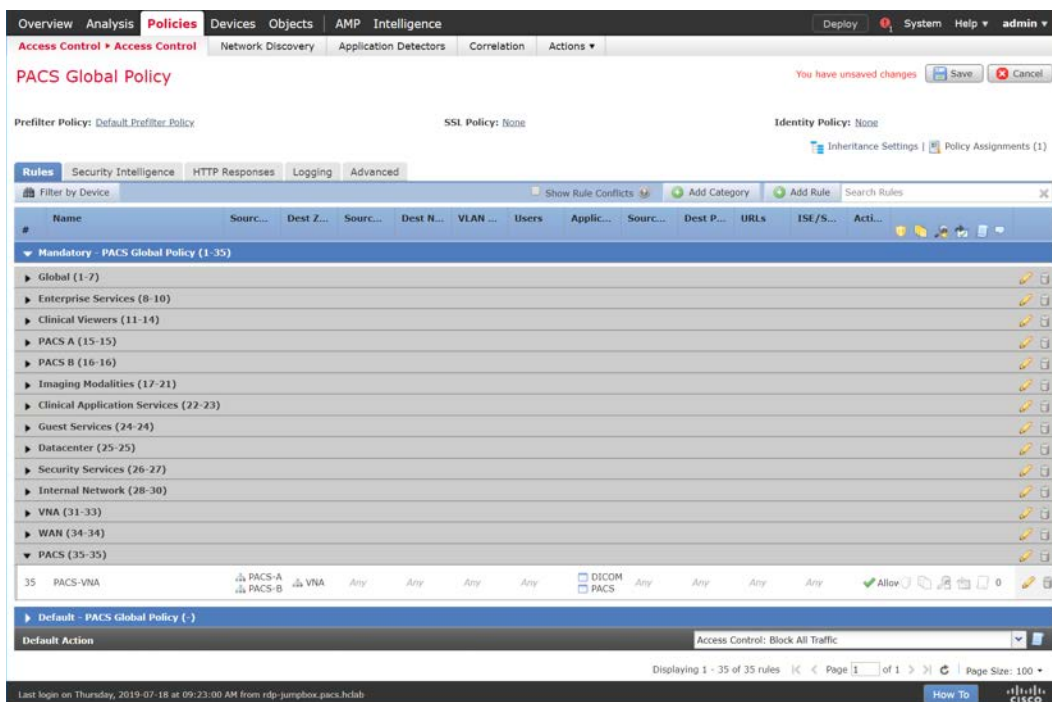 Overview Analysis Policies Devices Objects AMP Intelligence Deploy 1 System Help ▾ admin ▾
Access Control ▸ Access Control Network Discovery Application Detectors Correlation Actions ▾
PACS Global Policy You have unsaved changes Save Cancel
Prefilter Policy: Default Prefilter Policy SSL Policy: None Identity Policy: None
Inheritance Settings | Policy Assignments (1)
Rules Security Intelligence HTTP Responses Logging Advanced
Filter by Device Show Rule Conflicts Add Category Add Rule Search Rules
# Name Sourc... Dest Z... Sourc... Dest N... VLAN ... Users Applic... Sourc... Dest P... URLs ISE/S... Acti...
Mandatory - PACS Global Policy (1-35)
Global (1-7)
Enterprise Services (8-10)
Clinical Viewers (11-14)
PACS A (15-15)
PACS B (16-16)
Imaging Modalities (17-21)
Clinical Application Services (22-23)
Guest Services (24-24)
Datacenter (25-25)
Security Services (26-27)
Internal Network (28-30)
VNA (31-33)
WAN (34-34)
PACS (35-35)
35 PACS-VNA PACS-A PACS-B VNA Any Any Any Any DICOM PACS Any Any Any Any Allow 0
Default - PACS Global Policy (-)
Default Action Access Control: Block All Traffic
Displaying 1 - 35 of 35 rules |< < Page 1 of 1 > >| Page Size: 100 ▾
Last login on Thursday, 2019-07-18 at 09:23:00 AM from rdp-jumpbox.pacs.hclab How To CISCO